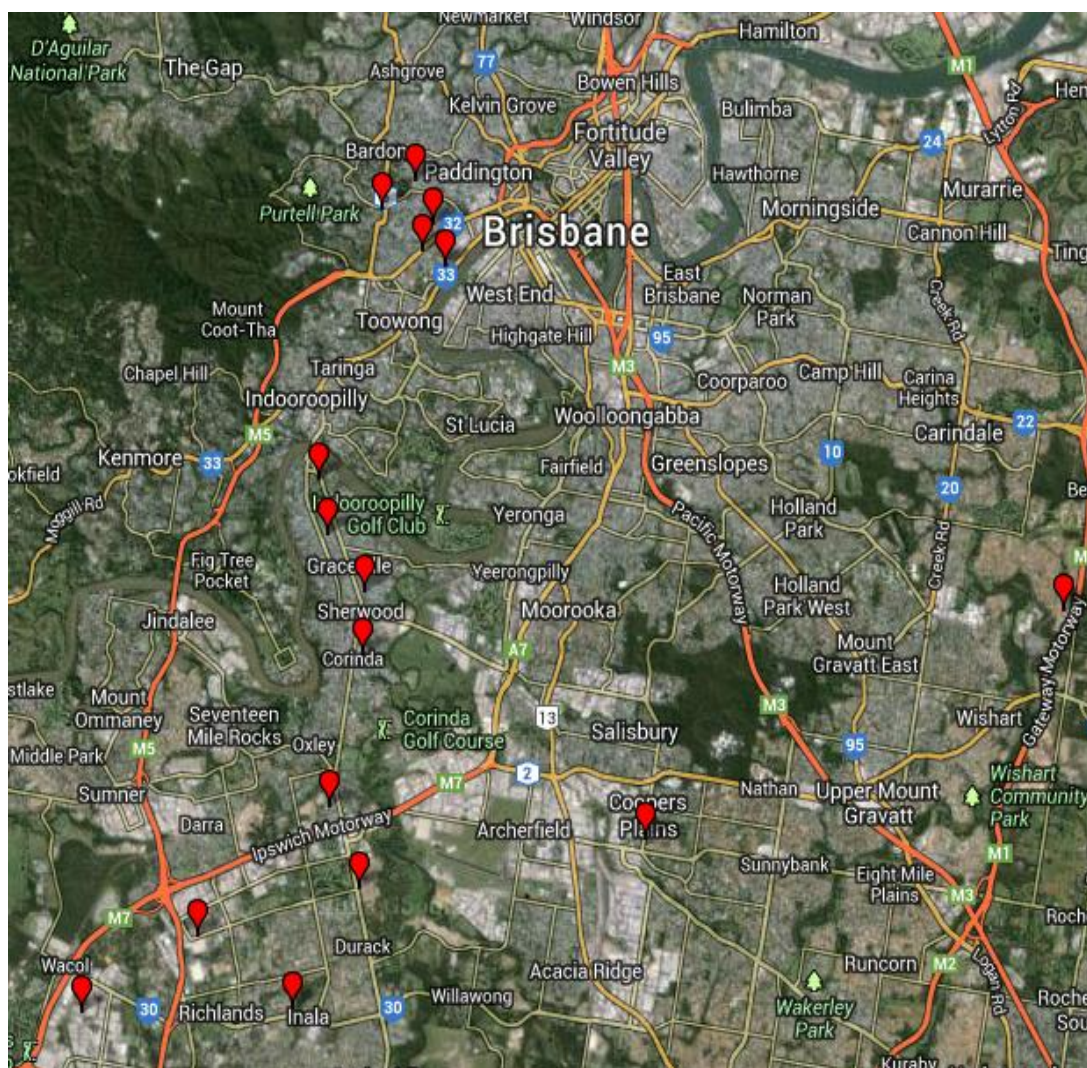 Newmarket
Windsor
Hamilton
D'Aguilar
National Park
The Gap
Ashgrove
77
Bowen Hills
M1
Kelvin Grove
Bulimba
Lytton Rd
Fortitude
Valley
24
Bardon
Paddington
Hawthorne
Murarrie
Purtell Park
32
Morningside
Cannon Hill
Brisbane
33
East
Brisbane
Creek Rd
West End
Norman
Park
Mount
Coot-Tha
Toowong
Highgate Hill
95
Taringa
M3
Chapel Hill
Coorparoo
Camp Hill
Carina
Heights
Indooroopilly
Woolloongabba
22
St Lucia
M5
Carindale
Kenmore
33
Fairfield
Greenslopes
10
20
Moggill Rd
Indooroopilly
Golf Club
Yeronga
Holland
Park
Pacific Motorway
Creek Rd
Fig Tree
Pocket
Graceville
Yeerongpilly
Holland
Park West
Sherwood
Moorooka
Jindalee
Corinda
A7
Mount
Gravatt East
Gateway Motorway
Mount
Ommaney
Seventeen
Mile Rocks
Corinda
Golf Course
13
Salisbury
M3
Wishart
Middle Park
M5
Oxley
95
M7
2
Nathan
Wishart
Community
Park
Sumner
Upper Mount
Gravatt
Darra
Ipswich Motorway
Archerfield
Coopers
Plains
Sunnybank
M1
Eight Mile
Plains
M3
M7
Durack
Logan Rd
Wacol
Acacia Ridge
Runcorn
M2
30
Richlands
Inala
30
Willawong
Wakerley
Park
Kuraby